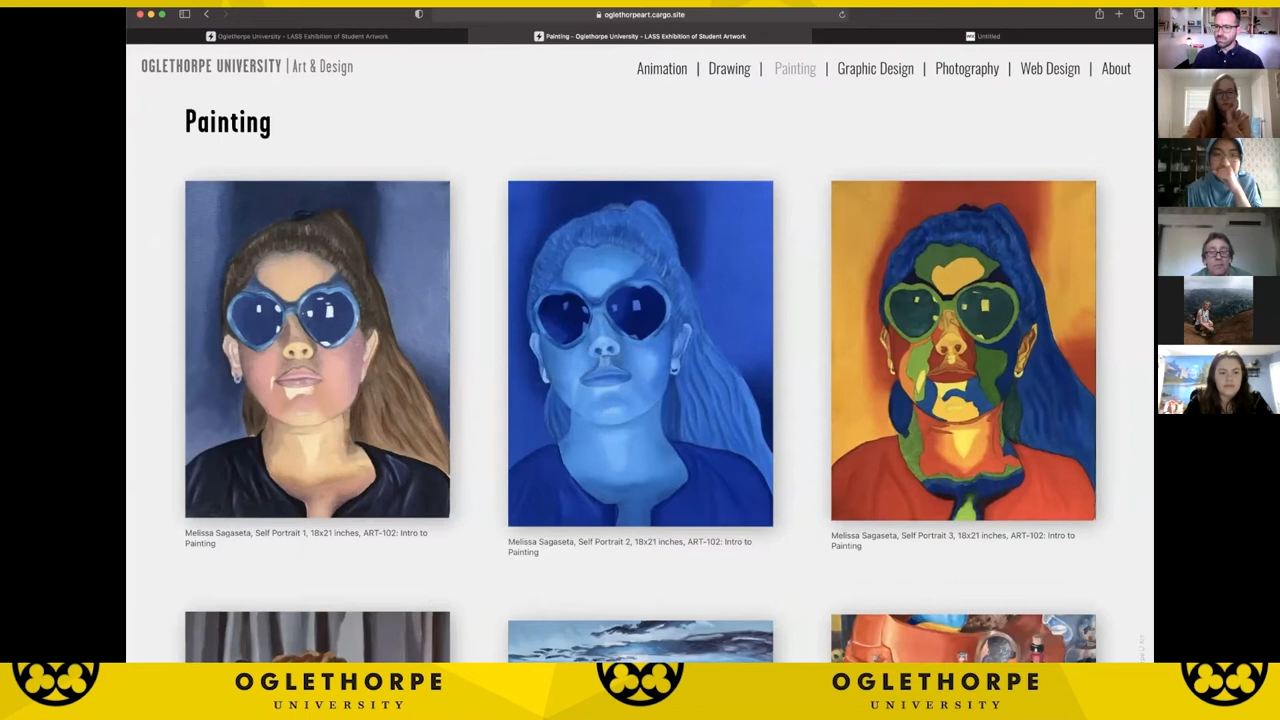 oglethorpeart.cargo.site
Oglethorpe University – LASS Exhibition of Student Artwork
Painting - Oglethorpe University – LASS Exhibition of Student Artwork
Untitled
OGLETHORPE UNIVERSITY | Art & Design
Animation | Drawing | Painting | Graphic Design | Photography | Web Design | About
Painting
Melissa Sagaseta, Self Portrait 1, 18x21 inches, ART-102: Intro to
Painting
Melissa Sagaseta, Self Portrait 2, 18x21 inches, ART-102: Intro to
Painting
Melissa Sagaseta, Self Portrait 3, 18x21 inches, ART-102: Intro to
Painting
OGLETHORPE
UNIVERSITY
OGLETHORPE
UNIVERSITY